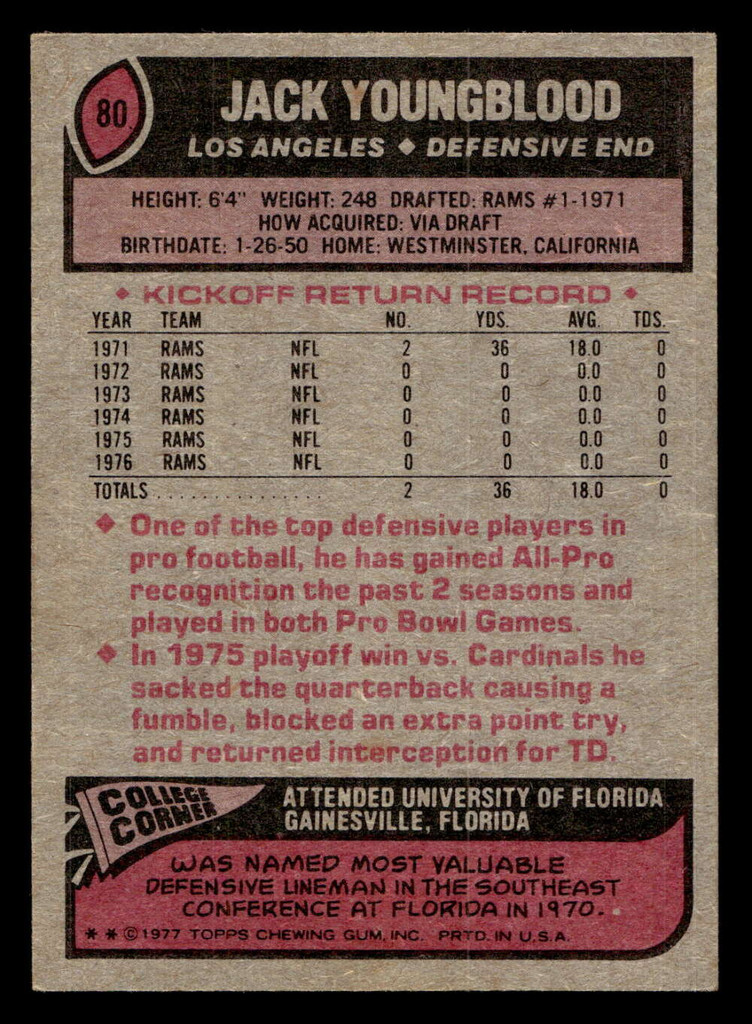 80
JACK YOUNGBLOOD
LOS ANGELES ◆ DEFENSIVE END
HEIGHT: 6'4" WEIGHT: 248 DRAFTED: RAMS #1-1971
HOW ACQUIRED: VIA DRAFT
BIRTHDATE: 1-26-50 HOME: WESTMINSTER, CALIFORNIA
◆ KICKOFF RETURN RECORD ◆
YEAR TEAM NO. YDS. AVG. TDS.
1971 RAMS NFL 2 36 18.0 0
1972 RAMS NFL 0 0 0.0 0
1973 RAMS NFL 0 0 0.0 0
1974 RAMS NFL 0 0 0.0 0
1975 RAMS NFL 0 0 0.0 0
1976 RAMS NFL 0 0 0.0 0
TOTALS ................ 2 36 18.0 0
◆ One of the top defensive players in
pro football, he has gained All-Pro
recognition the past 2 seasons and
played in both Pro Bowl Games.
◆ In 1975 playoff win vs. Cardinals he
sacked the quarterback causing a
fumble, blocked an extra point try,
and returned interception for TD.
COLLEGE
CORNER
ATTENDED UNIVERSITY OF FLORIDA
GAINESVILLE, FLORIDA
WAS NAMED MOST VALUABLE
DEFENSIVE LINEMAN IN THE SOUTHEAST
CONFERENCE AT FLORIDA IN 1970.
* * © 1977 TOPPS CHEWING GUM, INC. PRTD. IN U.S.A.